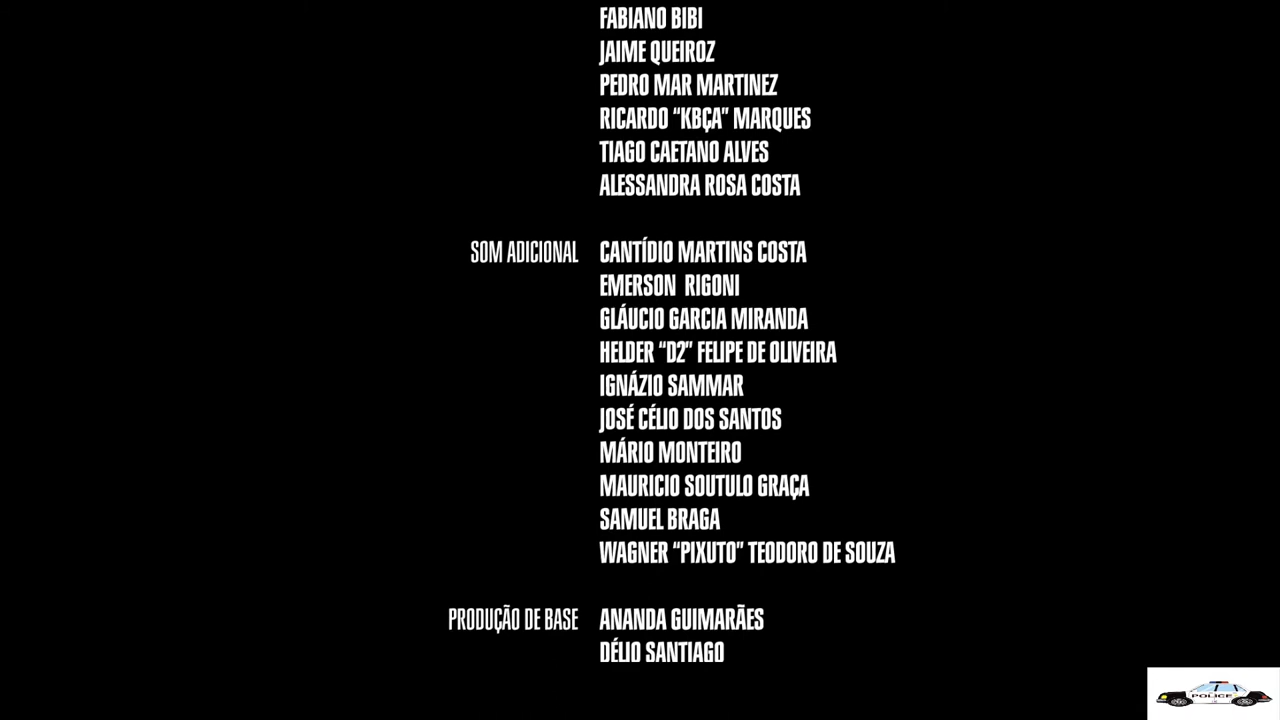 FABIANO BIBI
JAIME QUEIROZ
PEDRO MAR MARTINEZ
RICARDO “KBÇA” MARQUES
TIAGO CAETANO ALVES
ALESSANDRA ROSA COSTA
SOM ADICIONAL CANTÍDIO MARTINS COSTA
EMERSON RIGONI
GLÁUCIO GARCIA MIRANDA
HELDER “D2” FELIPE DE OLIVEIRA
IGNÁZIO SAMMAR
JOSÉ CÉLIO DOS SANTOS
MÁRIO MONTEIRO
MAURICIO SOUTULO GRAÇA
SAMUEL BRAGA
WAGNER “PIXUTO” TEODORO DE SOUZA
PRODUÇÃO DE BASE ANANDA GUIMARÃES
DÉLIO SANTIAGO
POLICE